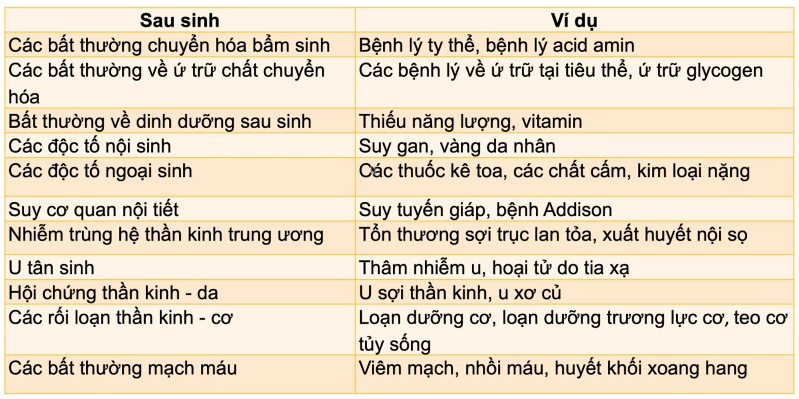 Sau sinh Ví dụ
Các bất thường chuyển hóa bẩm sinh Bệnh lý ty thể, bệnh lý acid amin
Các bất thường về ứ trữ chất chuyển Các bệnh lý về ứ trữ tại tiêu thể, ứ trữ glycogen
hóa
Bất thường về dinh dưỡng sau sinh Thiếu năng lượng, vitamin
Các độc tố nội sinh Suy gan, vàng da nhân
Các độc tố ngoại sinh Các thuốc kê toa, các chất cấm, kim loại nặng
Suy cơ quan nội tiết Suy tuyến giáp, bệnh Addison
Nhiễm trùng hệ thần kinh trung ương Tổn thương sợi trục lan tỏa, xuất huyết nội sọ
U tân sinh Thâm nhiễm u, hoại tử do tia xạ
Hội chứng thần kinh - da U sợi thần kinh, u xơ củ
Các rối loạn thần kinh - cơ Loạn dưỡng cơ, loạn dưỡng trương lực cơ, teo cơ
tủy sống
Các bất thường mạch máu Viêm mạch, nhồi máu, huyết khối xoang hang